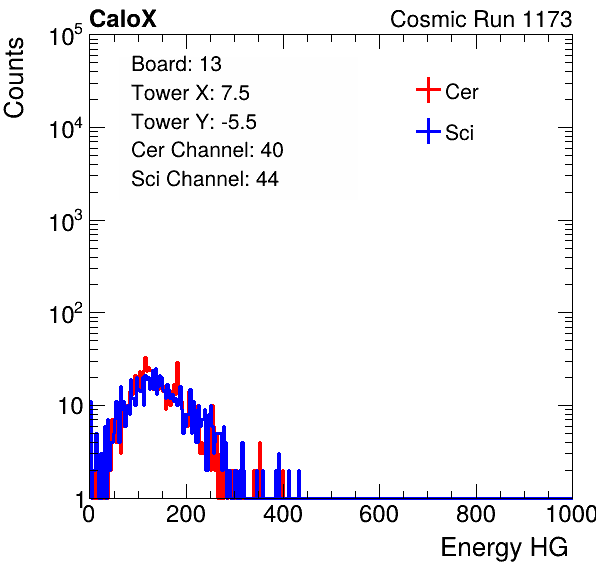 CaloX Cosmic Run 1173
Counts
10^5
10^4
10^3
10^2
10
1
Board: 13
Tower X: 7.5
Tower Y: -5.5
Cer Channel: 40
Sci Channel: 44
Cer
Sci
0 200 400 600 800 1000
Energy HG